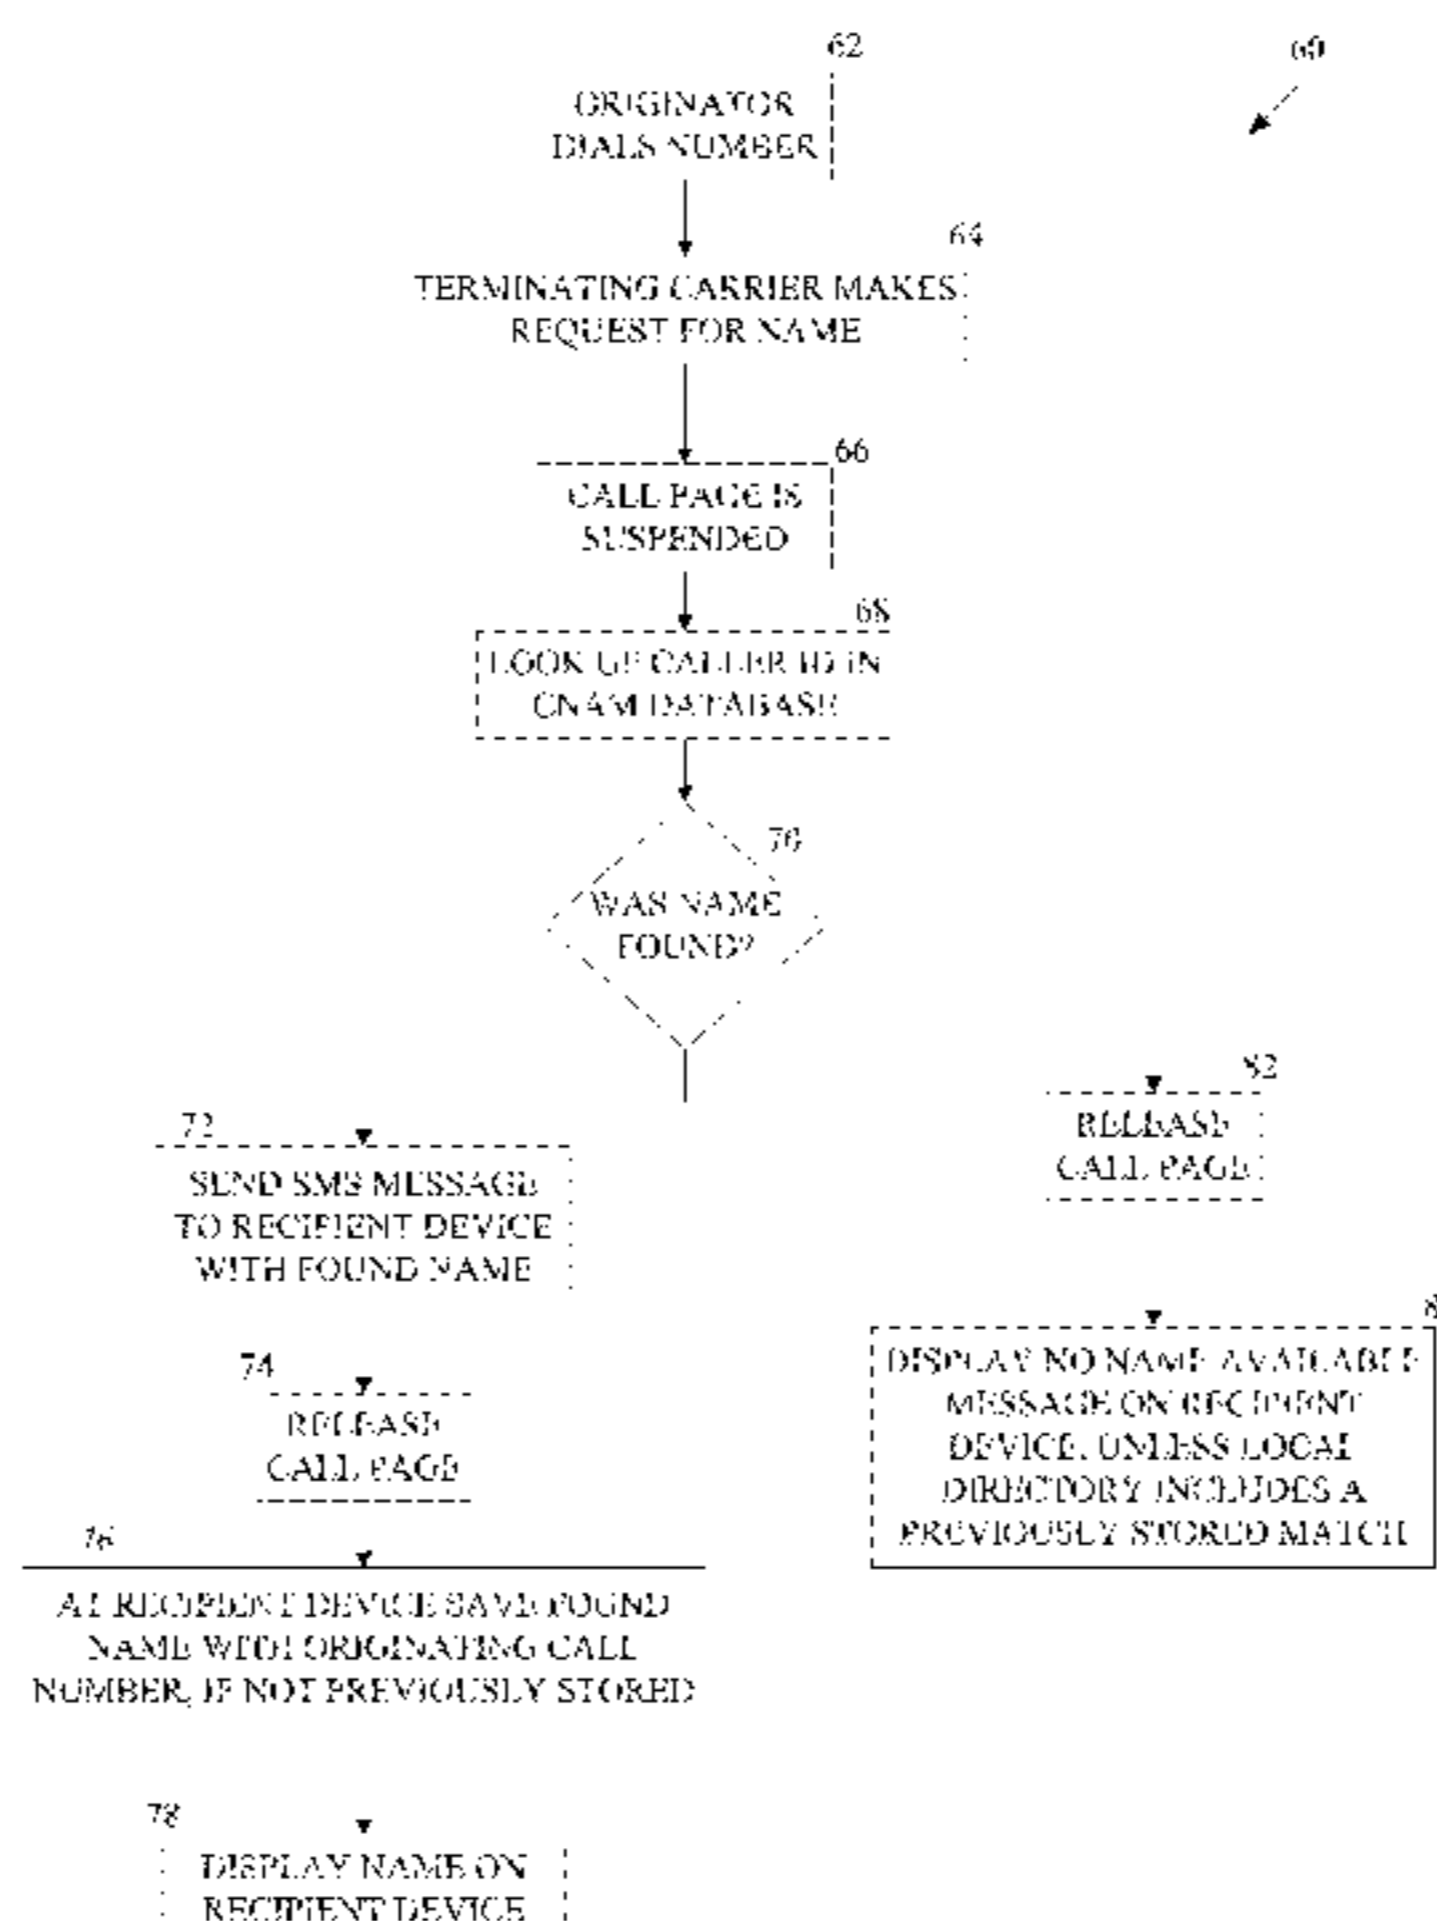 62
60
ORIGINATOR
DIALS NUMBER
64
TERMINATING CARRIER MAKES
REQUEST FOR NAME
66
CALL PAGE IS
SUSPENDED
68
LOOK UP CALLER ID IN
CNAM DATABASE
70
WAS NAME
FOUND?
72
SEND SMS MESSAGE
TO RECIPIENT DEVICE
WITH FOUND NAME
74
RELEASE
CALL PAGE
76
AT RECIPIENT DEVICE SAVE FOUND
NAME WITH ORIGINATING CALL
NUMBER, IF NOT PREVIOUSLY STORED
78
DISPLAY NAME ON
RECIPIENT DEVICE
82
RELEASE
CALL PAGE
8
DISPLAY NO NAME AVAILABLE
MESSAGE ON RECIPIENT
DEVICE, UNLESS LOCAL
DIRECTORY INCLUDES A
PREVIOUSLY STORED MATCH